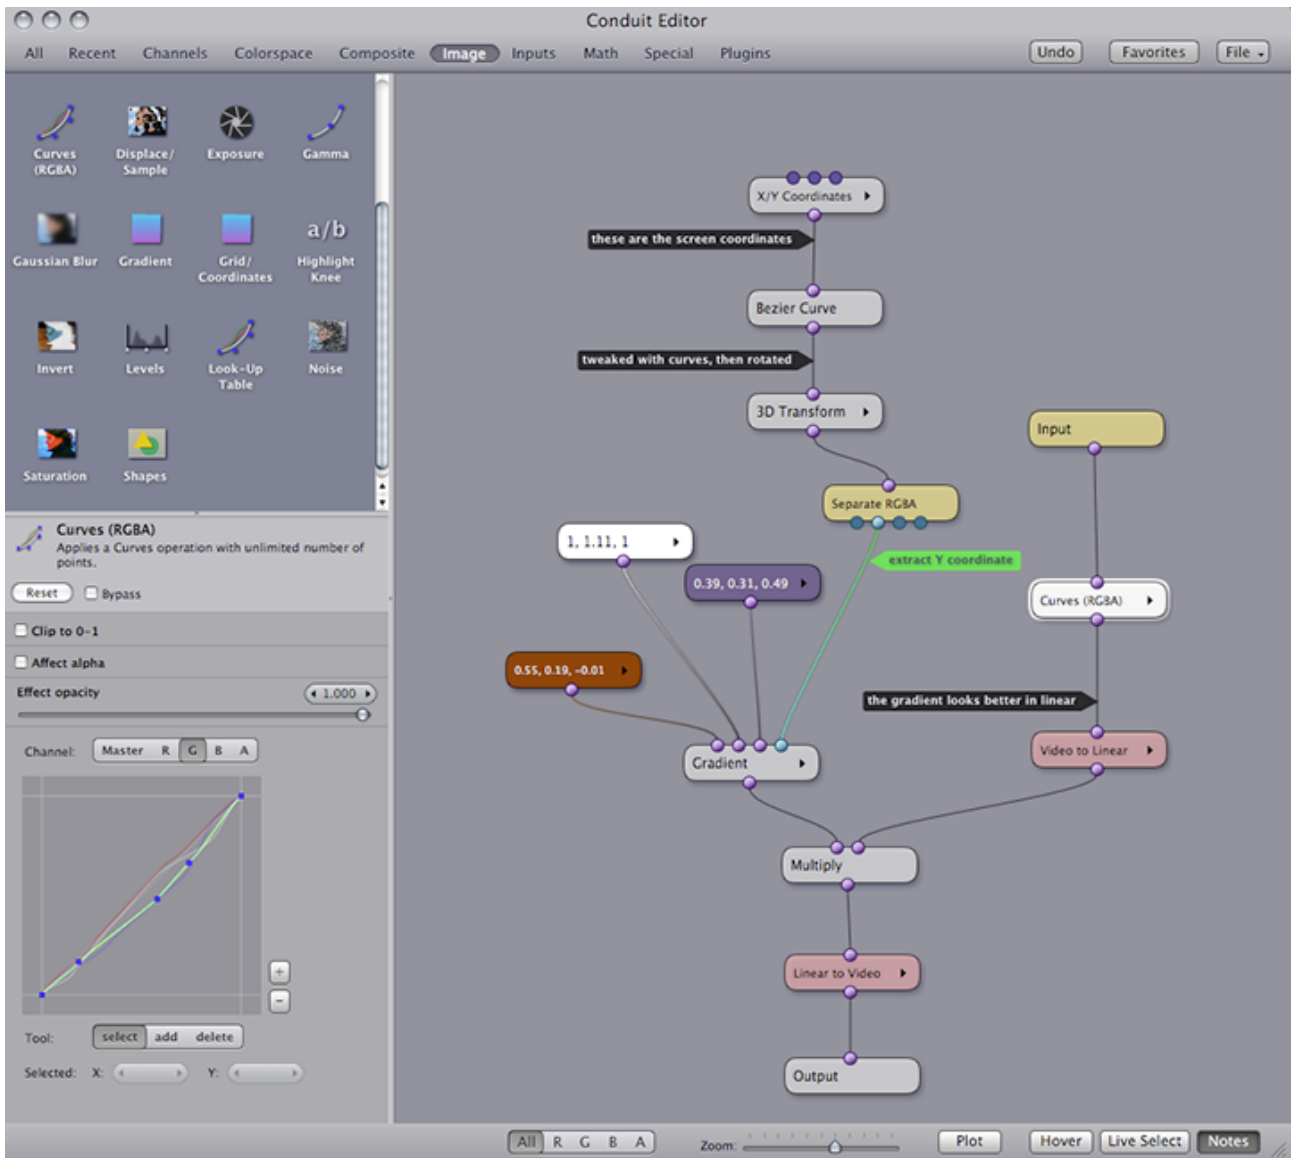 Conduit Editor
All Recent Channels Colorspace Composite Image Inputs Math Special Plugins Undo Favorites File
Curves (RGBA)
Displace/ Sample
Exposure
Gamma
Gaussian Blur
Gradient
Grid/ Coordinates
a/b
Highlight Knee
Invert
Levels
Look-Up Table
Noise
Saturation
Shapes
Curves (RGBA)
Applies a Curves operation with unlimited number of
points.
Reset Bypass
Clip to 0-1
Affect alpha
Effect opacity 1.000
Channel: Master R G B A
+
-
Tool: select add delete
Selected: X: Y:
X/Y Coordinates
these are the screen coordinates
Bezier Curve
tweaked with curves, then rotated
3D Transform
Input
Separate RGBA
1, 1.11, 1
extract Y coordinate
0.39, 0.31, 0.49
Curves (RGBA)
0.55, 0.19, -0.01
the gradient looks better in linear
Video to Linear
Gradient
Multiply
Linear to Video
Output
All R G B A Zoom: Plot Hover Live Select Notes